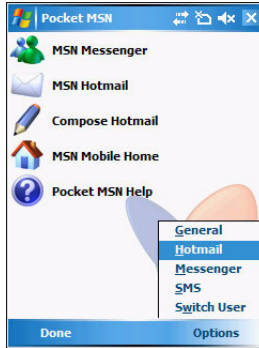 Pocket MSN
MSN Messenger
MSN Hotmail
Compose Hotmail
MSN Mobile Home
Pocket MSN Help
General
Hotmail
Messenger
SMS
Switch User
Done
Options